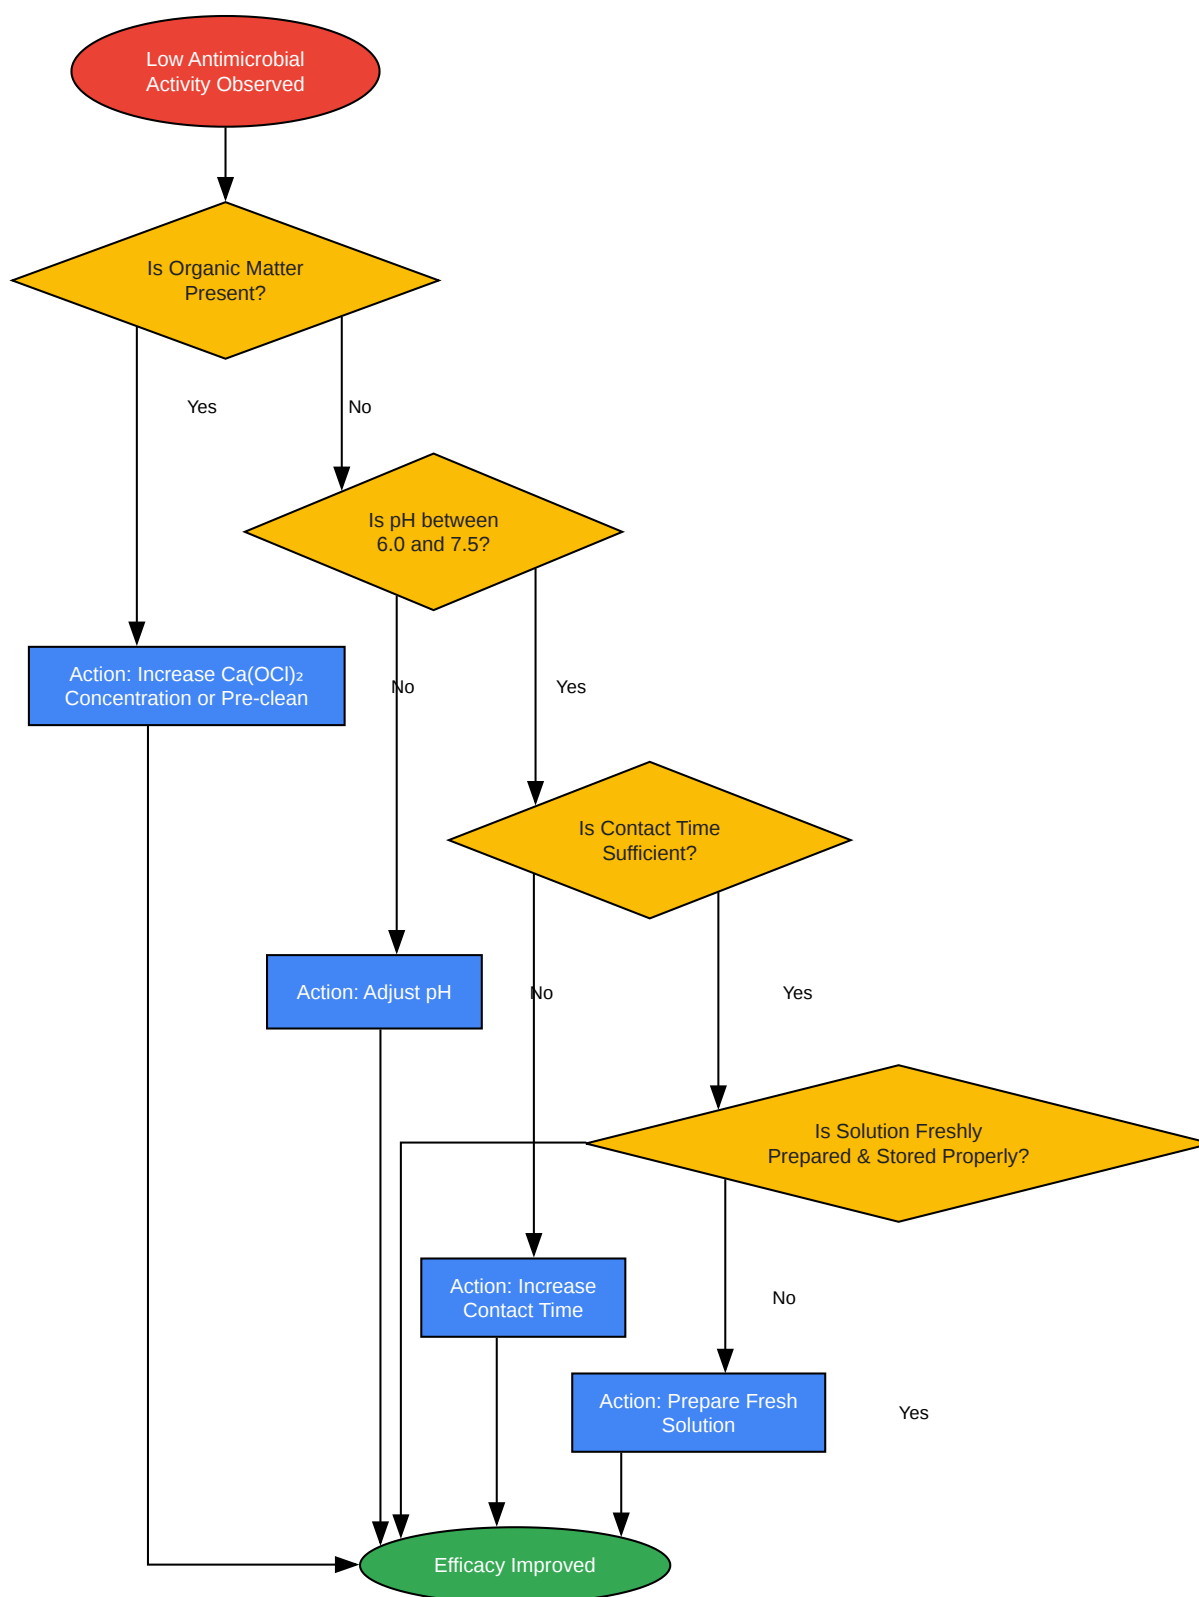 Low Antimicrobial
Activity Observed
Is Organic Matter
Present?
Yes
No
Is pH between
6.0 and 7.5?
Action: Increase Ca(OCl)₂
Concentration or Pre-clean
No
Yes
Is Contact Time
Sufficient?
Action: Adjust pH
No
Yes
Is Solution Freshly
Prepared & Stored Properly?
Action: Increase
Contact Time
No
Action: Prepare Fresh
Solution
Yes
Efficacy Improved